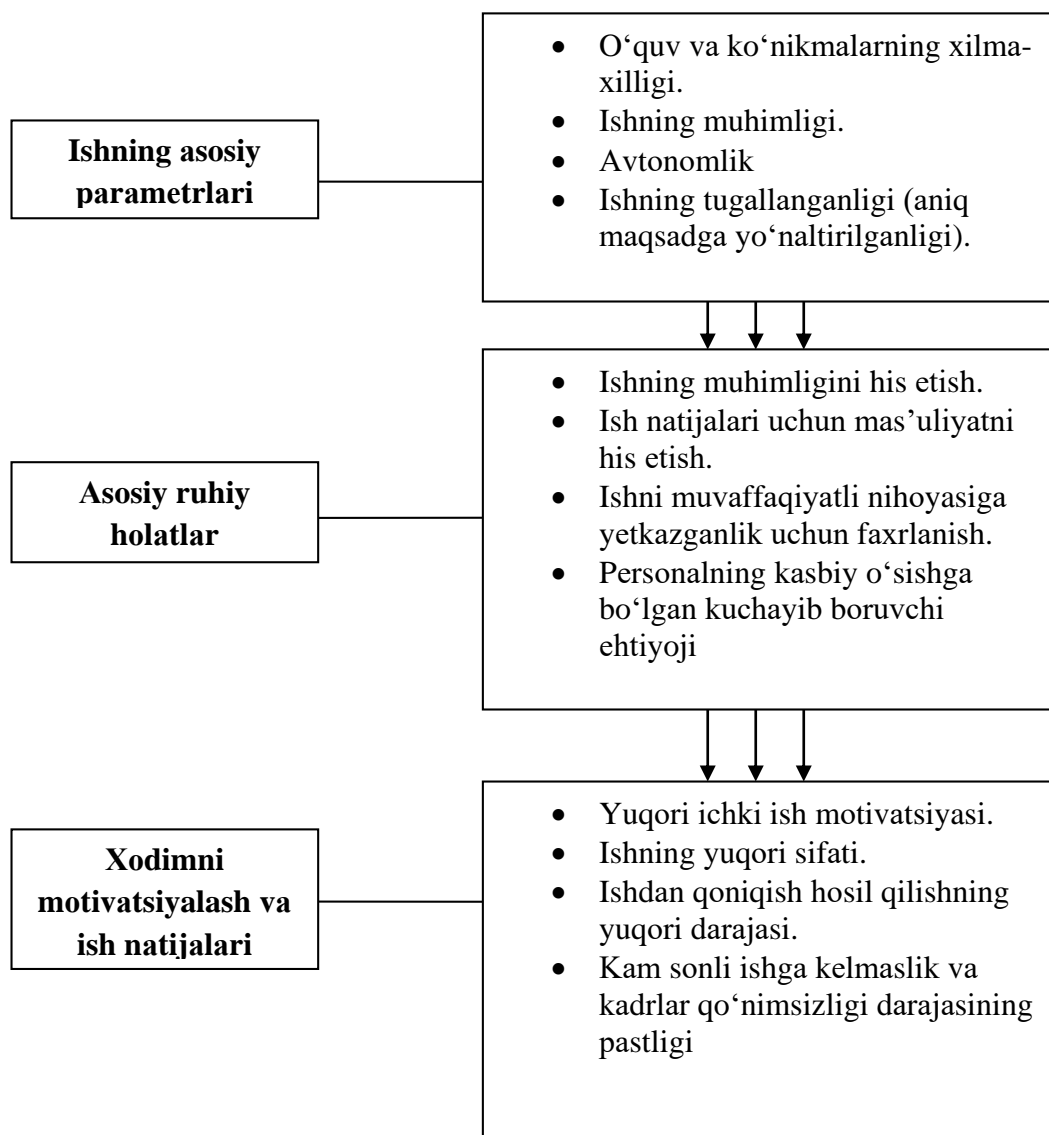 Ishning asosiy
parametrlari
• O‘quv va ko‘nikmalarning xilma-
xilligi.
• Ishning muhimligi.
• Avtonomlik
• Ishning tugallanganligi (aniq
maqsadga yo‘naltirilganligi).
Asosiy ruhiy
holatlar
• Ishning muhimligini his etish.
• Ish natijalari uchun mas’uliyatni
his etish.
• Ishni muvaffaqiyatli nihoyasiga
yetkazganlik uchun faxrlanish.
• Personalning kasbiy o‘sishga
bo‘lgan kuchayib boruvchi
ehtiyoji
Xodimni
motivatsiyalash va
ish natijalari
• Yuqori ichki ish motivatsiyasi.
• Ishning yuqori sifati.
• Ishdan qoniqish hosil qilishning
yuqori darajasi.
• Kam sonli ishga kelmaslik va
kadrlar qo‘nimsizligi darajasining
pastligi